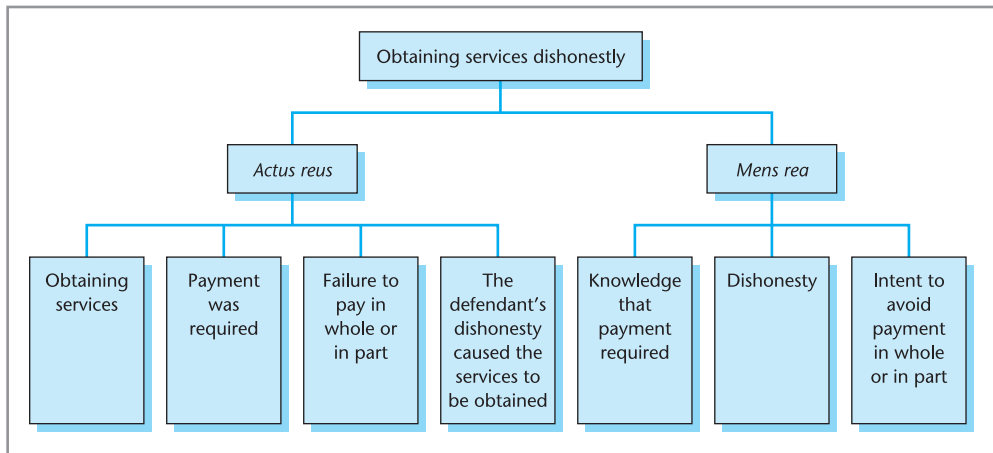 Obtaining services dishonestly
Actus reus
Mens rea
Obtaining
services
Payment
was
required
Failure to
pay in
whole or
in part
The
defendant’s
dishonesty
caused the
services to
be obtained
Knowledge
that
payment
required
Dishonesty
Intent to
avoid
payment
in whole
or in part